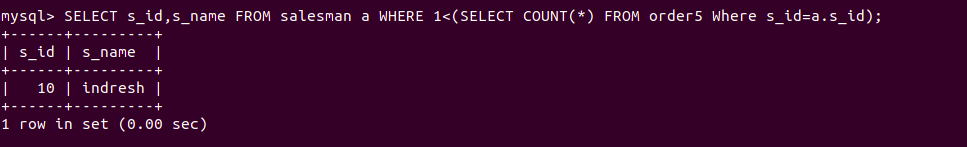 mysql> SELECT s_id,s_name FROM salesman a WHERE 1<(SELECT COUNT(*) FROM order5 Where s_id=a.s_id);
+------+---------+
| s_id | s_name  |
+------+---------+
|   10 | indresh |
+------+---------+
1 row in set (0.00 sec)